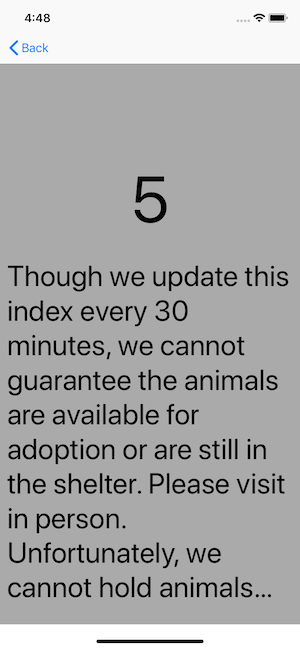 4:48
Back
5
Though we update this
index every 30
minutes, we cannot
guarantee the animals
are available for
adoption or are still in
the shelter. Please visit
in person.
Unfortunately, we
cannot hold animals...